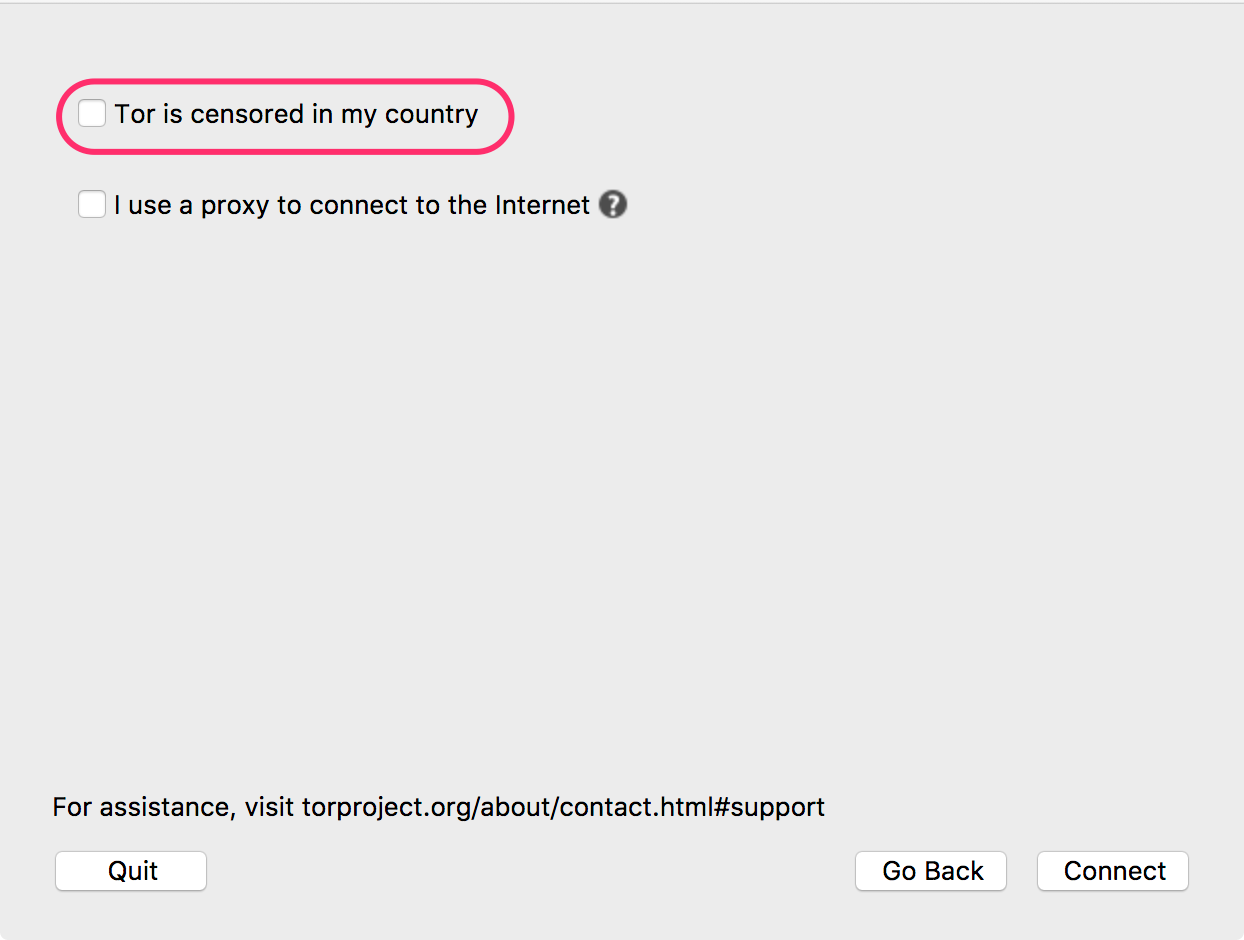 Tor is censored in my country
I use a proxy to connect to the Internet ?
For assistance, visit torproject.org/about/contact.html#support
Quit
Go Back
Connect